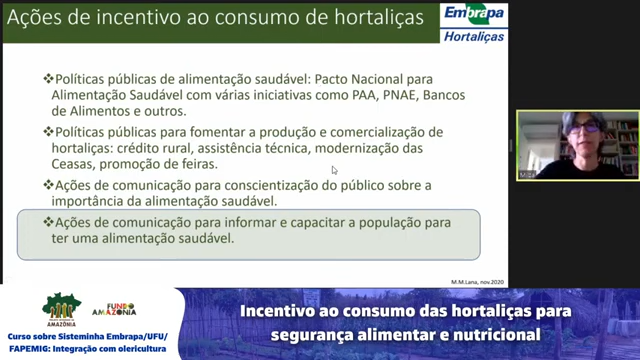 Ações de incentivo ao consumo de hortaliças
Embrapa
Hortaliças
❖Políticas públicas de alimentação saudável: Pacto Nacional para
Alimentação Saudável com várias iniciativas como PAA, PNAE, Bancos
de Alimentos e outros.
❖Políticas públicas para fomentar a produção e comercialização de
hortaliças: crédito rural, assistência técnica, modernização das
Ceasas, promoção de feiras.
❖Ações de comunicação para conscientização do público sobre a
importância da alimentação saudável.
❖Ações de comunicação para informar e capacitar a população para
ter uma alimentação saudável.
M.M.Lana, nov.2020
AMAZÔNIA
FUNDO
AMAZÔNIA
Curso sobre Sisteminha Embrapa/UFU/
FAPEMIG: Integração com olericultura
Incentivo ao consumo das hortaliças para
segurança alimentar e nutricional